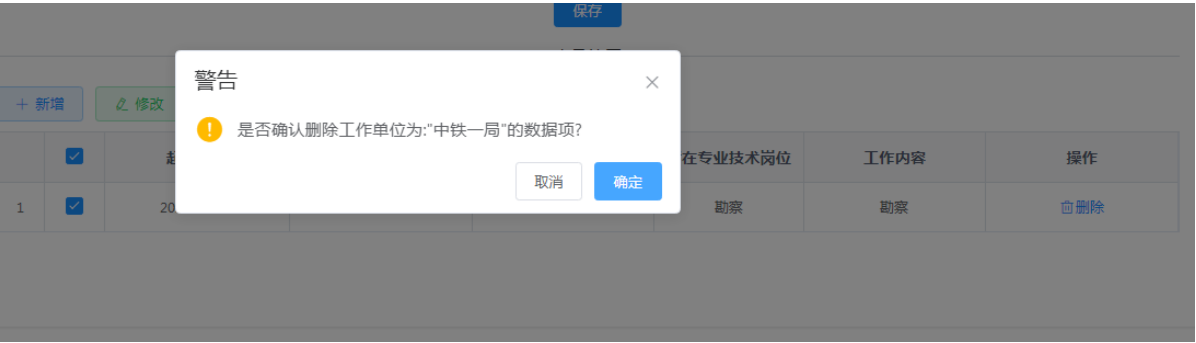 保存
警告
+ 新增
修改
是否确认删除工作单位为:"中铁一局"的数据项?
取消
确定
在专业技术岗位
工作内容
操作
1
20
勘察
勘察
删除